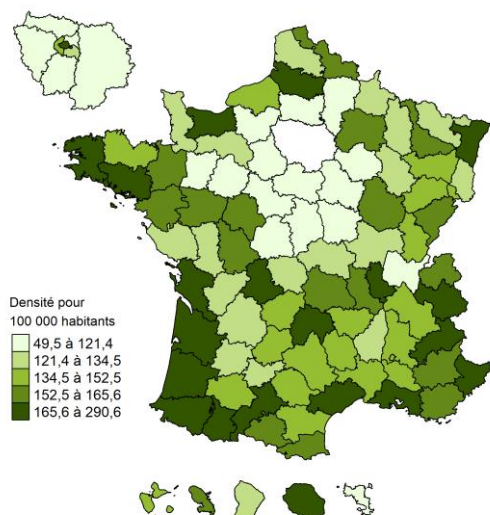 Densité pour
100 000 habitants
49,5 à 121,4
121,4 à 134,5
134,5 à 152,5
152,5 à 165,6
165,6 à 290,6